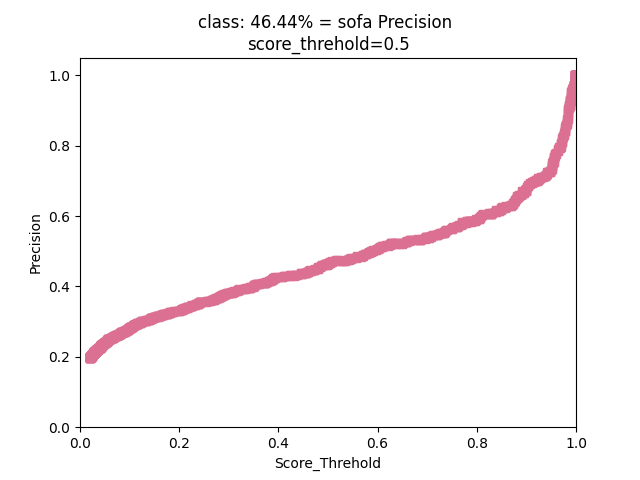 class: 46.44% = sofa Precision
score_threhold=0.5
1.0
0.8
0.6
0.4
0.2
0.0
Precision
0.0 0.2 0.4 0.6 0.8 1.0
Score_Threhold